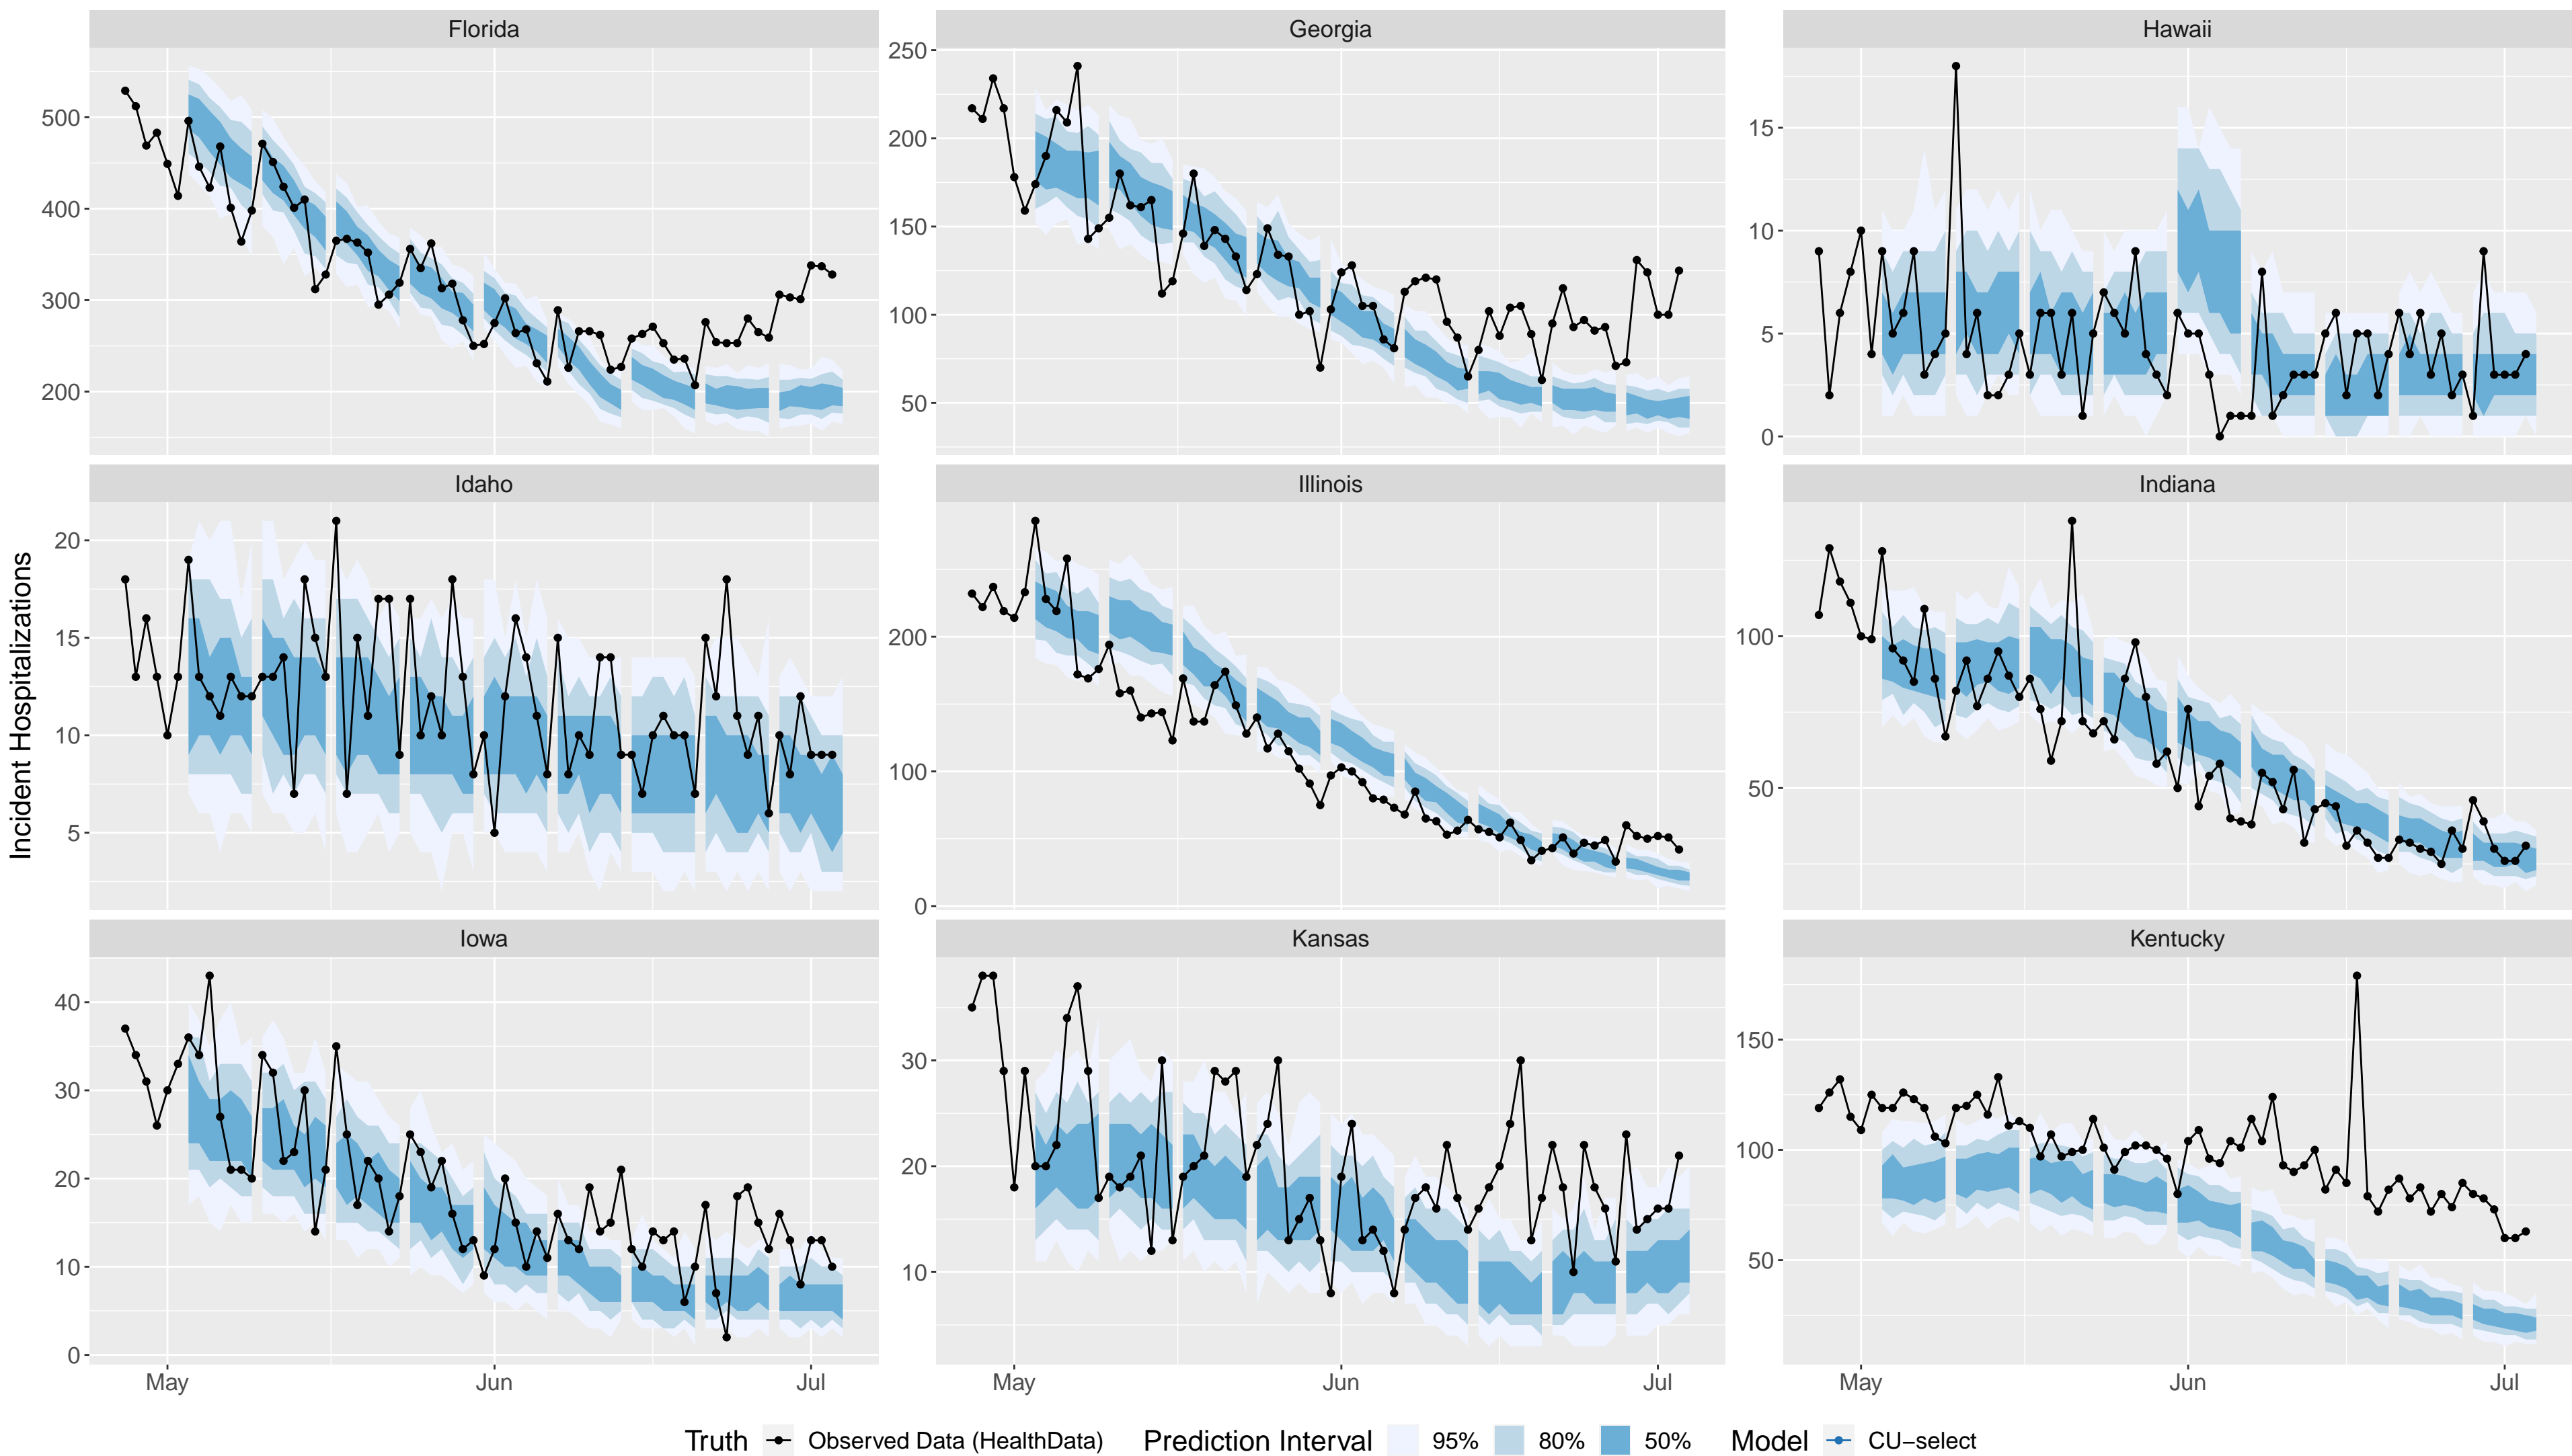 Florida
Georgia
Hawaii
500
400
300
200
250
200
150
100
50
15
10
5
0
Idaho
Illinois
Indiana
Incident Hospitalizations
20
15
10
5
200
100
0
100
50
Iowa
Kansas
Kentucky
40
30
20
10
0
30
20
10
150
100
50
May Jun Jul
May Jun Jul
May Jun Jul
Truth Observed Data (HealthData) Prediction Interval 95% 80% 50% Model CU−select